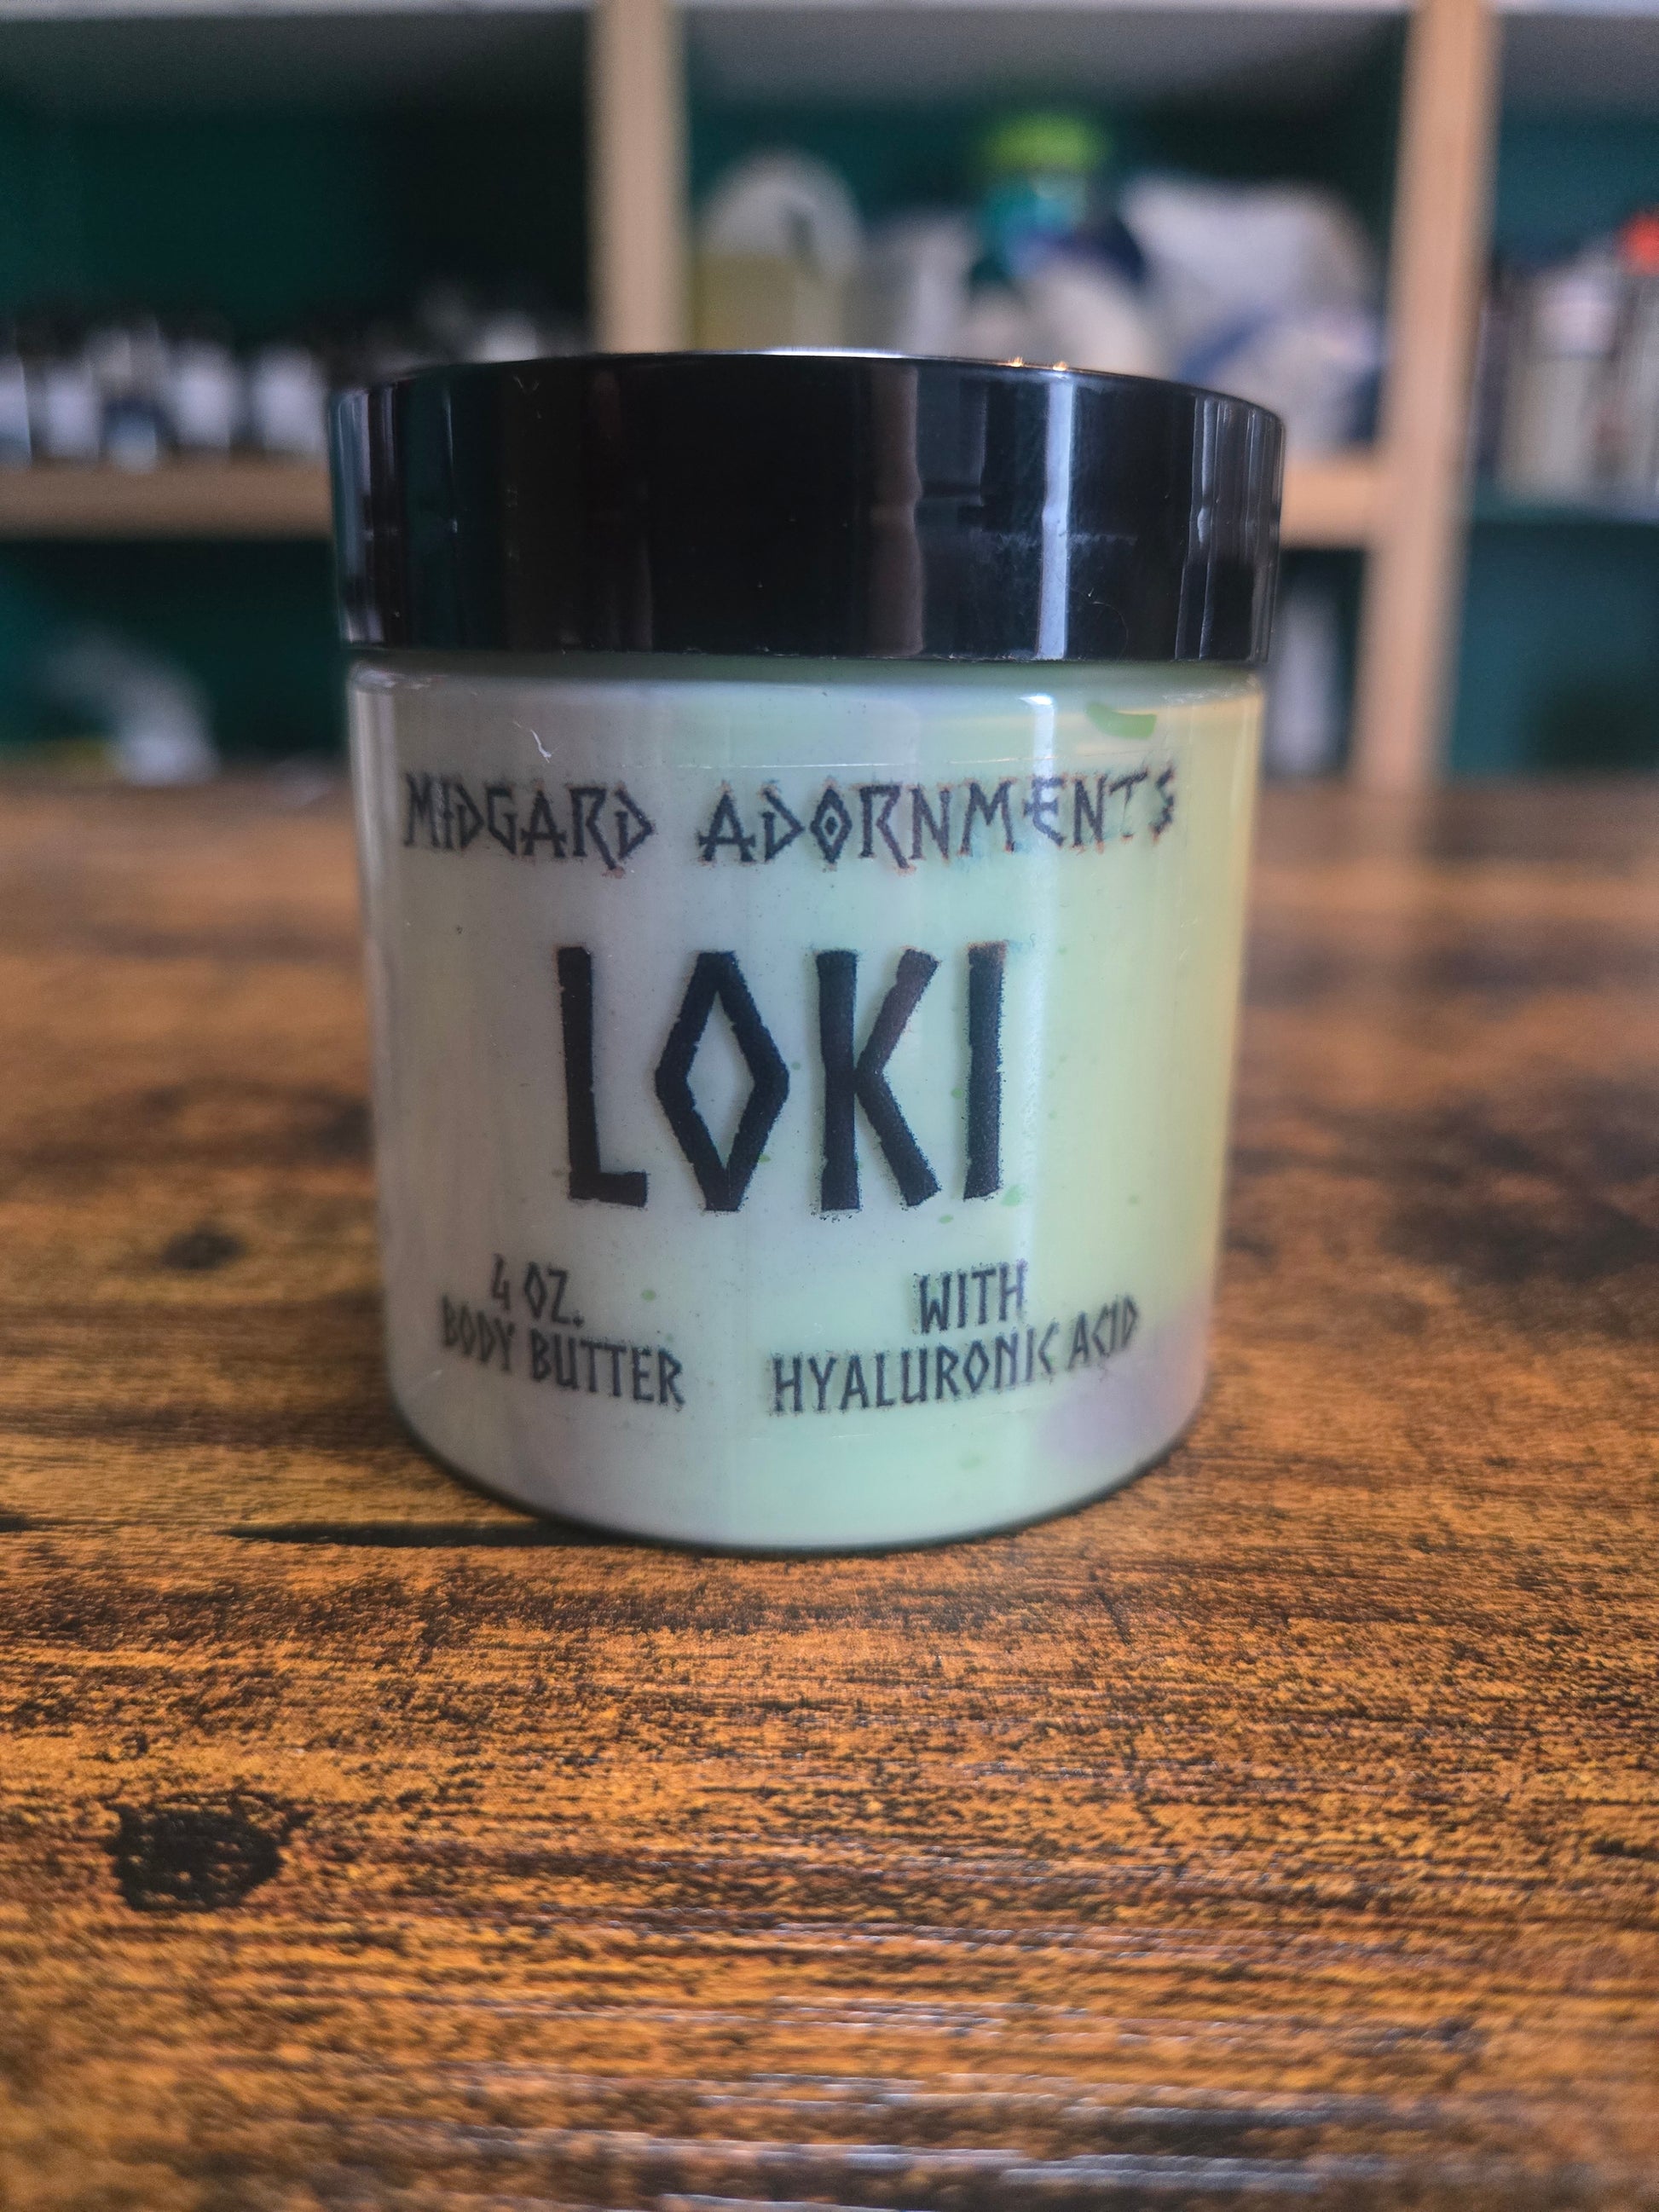 MIDGARD ADORNMENTS
LOKI
4 OZ.
BODY BUTTER
WITH
HYALURONIC ACID